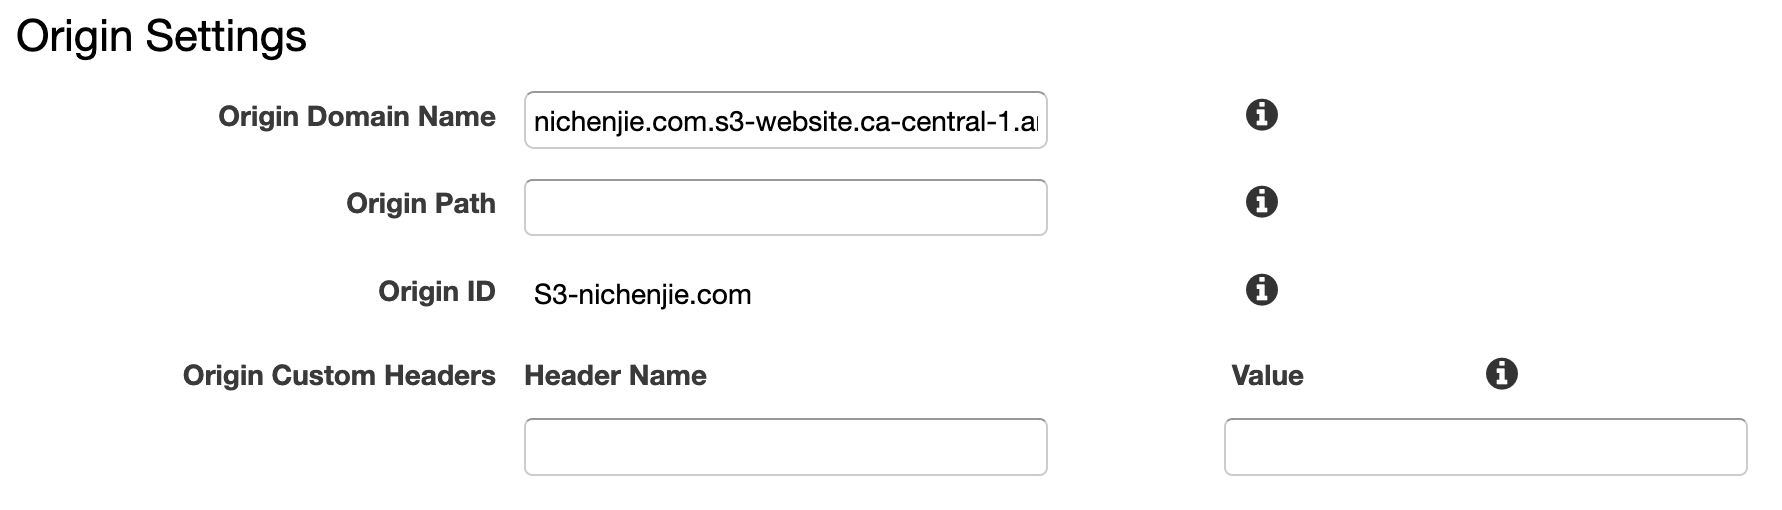 Origin Settings
Origin Domain Name nichenjie.com.s3-website.ca-central-1.a
Origin Path
Origin ID S3-nichenjie.com
Origin Custom Headers Header Name Value